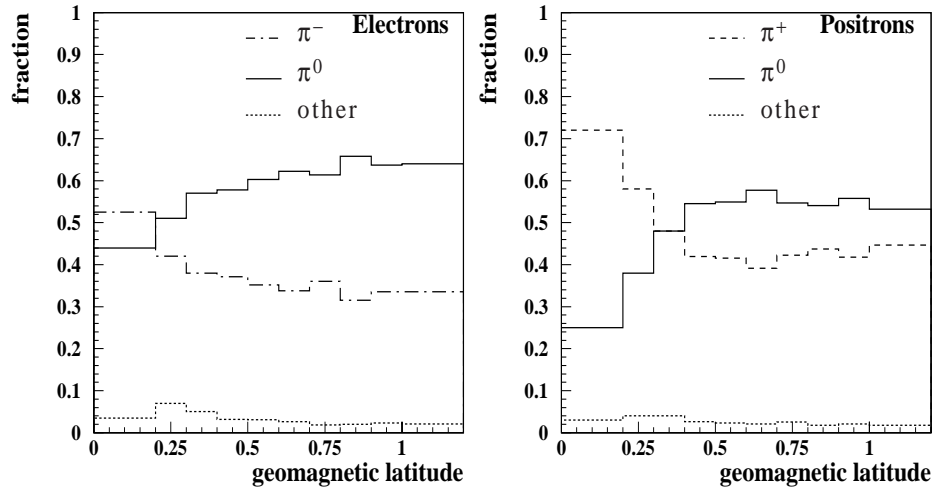 fraction
1
0.9
0.8
0.7
0.6
0.5
0.4
0.3
0.2
0.1
0
Electrons
π⁻
π⁰
other
0 0.25 0.5 0.75 1
geomagnetic latitude
fraction
1
0.9
0.8
0.7
0.6
0.5
0.4
0.3
0.2
0.1
0
Positrons
π⁺
π⁰
other
0 0.25 0.5 0.75 1
geomagnetic latitude